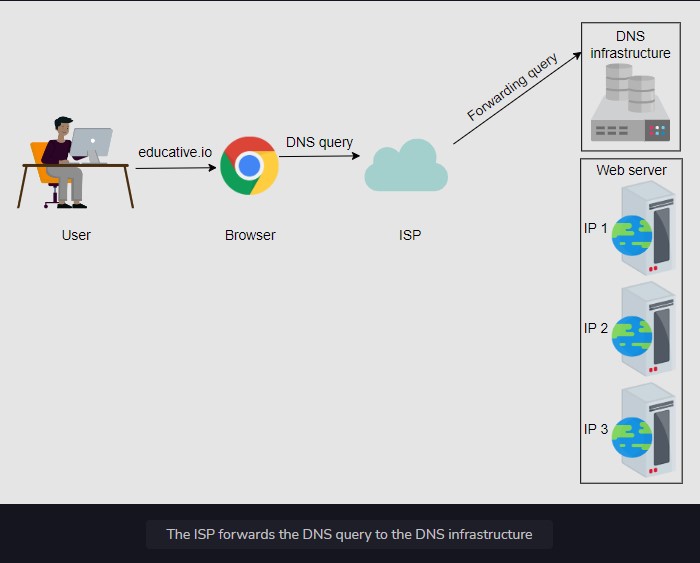 DNS
infrastructure
Forwarding query
educative.io
DNS query
Web server
User
Browser
ISP
IP 1
IP 2
IP 3
The ISP forwards the DNS query to the DNS infrastructure